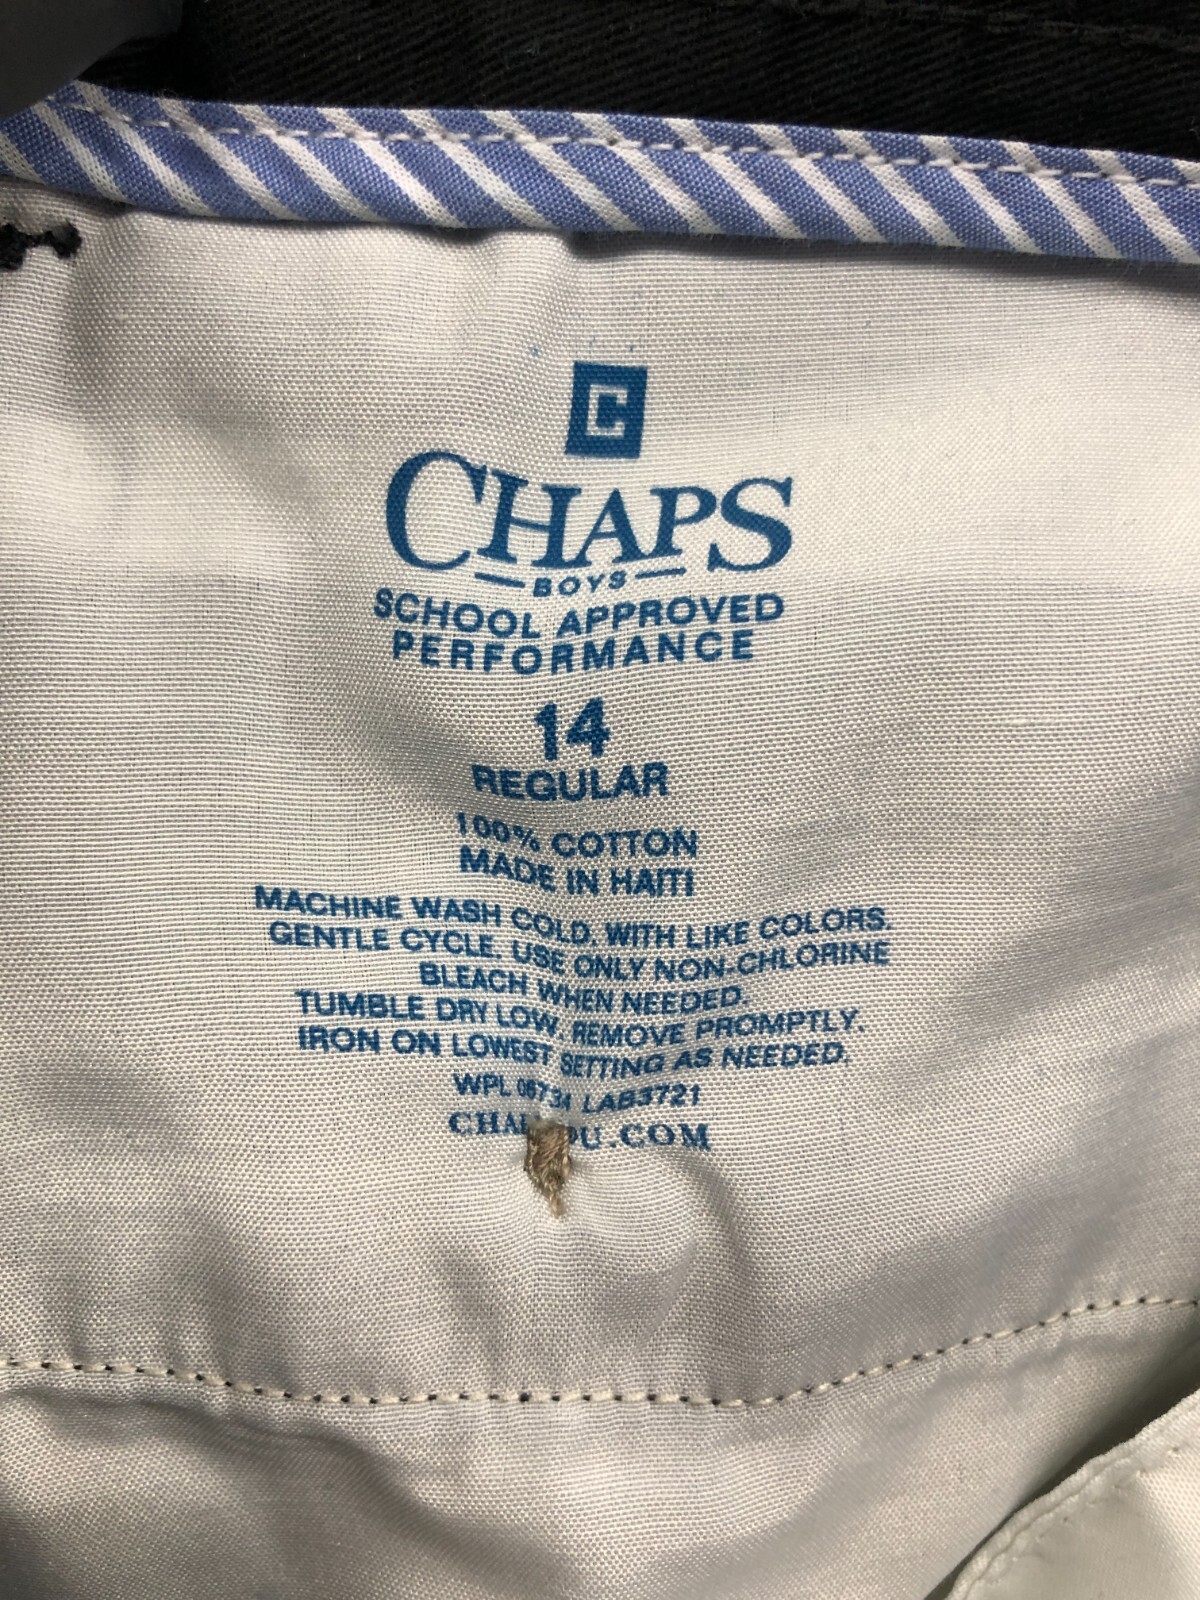 C
CHAPS
BOYS
SCHOOL APPROVED
PERFORMANCE
14
REGULAR
100% COTTON
MADE IN HAITI
MACHINE WASH COLD. WITH LIKE COLORS.
GENTLE CYCLE. USE ONLY NON-CHLORINE
BLEACH WHEN NEEDED.
TUMBLE DRY LOW. REMOVE PROMPTLY.
IRON ON LOWEST SETTING AS NEEDED.
WPL 06734 LAB3721